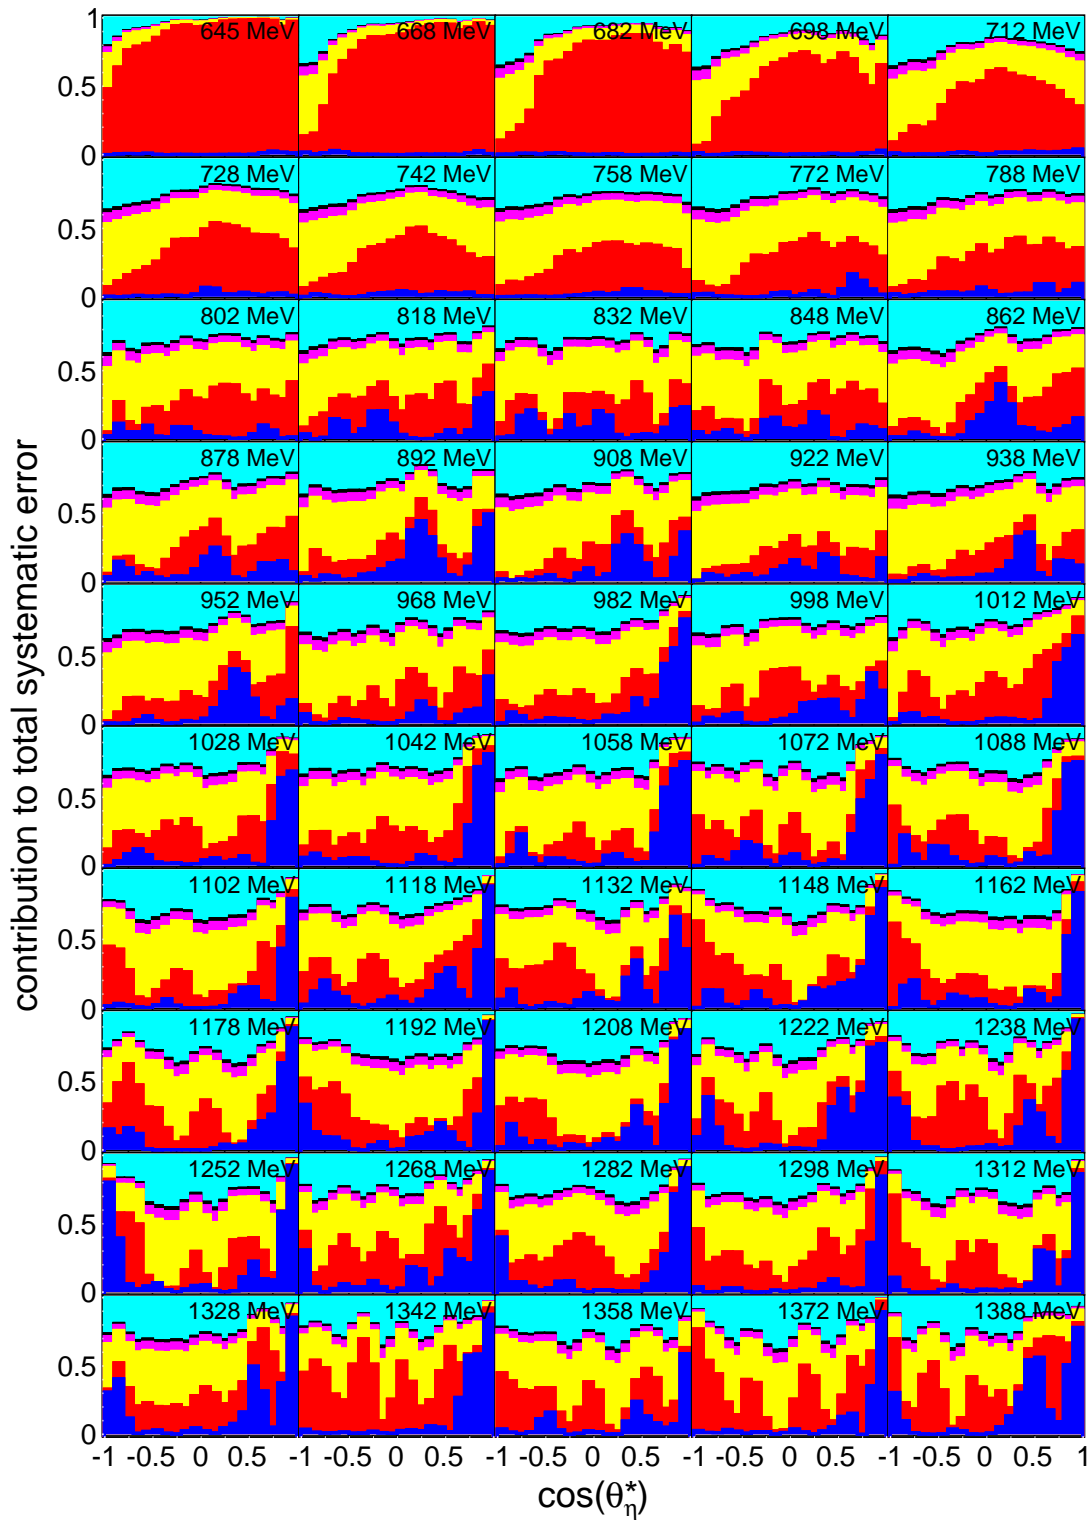 1
645 MeV 668 MeV 682 MeV 698 MeV 712 MeV
0.5
0
728 MeV 742 MeV 758 MeV 772 MeV 788 MeV
0.5
0
802 MeV 818 MeV 832 MeV 848 MeV 862 MeV
0.5
0
878 MeV 892 MeV 908 MeV 922 MeV 938 MeV
0.5
0
952 MeV 968 MeV 982 MeV 998 MeV 1012 MeV
0.5
0
1028 MeV 1042 MeV 1058 MeV 1072 MeV 1088 MeV
0.5
0
1102 MeV 1118 MeV 1132 MeV 1148 MeV 1162 MeV
0.5
0
1178 MeV 1192 MeV 1208 MeV 1222 MeV 1238 MeV
0.5
0
1252 MeV 1268 MeV 1282 MeV 1298 MeV 1312 MeV
0.5
0
1328 MeV 1342 MeV 1358 MeV 1372 MeV 1388 MeV
0.5
0
-1 -0.5 0 0.5 -1 -0.5 0 0.5 -1 -0.5 0 0.5 -1 -0.5 0 0.5 -1 -0.5 0 0.5 1
cos(θ*η)
contribution to total systematic error